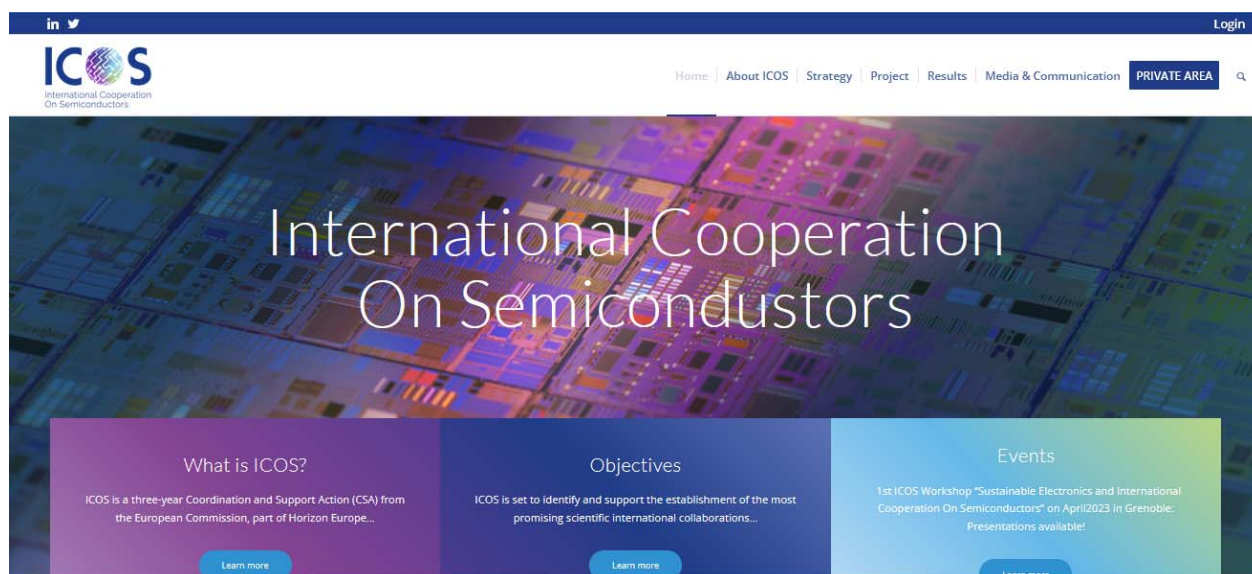 in
Login
ICOS
International Cooperation
On Semiconductors
Home
About ICOS
Strategy
Project
Results
Media & Communication
PRIVATE AREA
International Cooperation
On Semicondustors
What is ICOS?
ICOS is a three-year Coordination and Support Action (CSA) from
the European Commission, part of Horizon Europe...
Learn more
Objectives
ICOS is set to identify and support the establishment of the most
promising scientific international collaborations...
Learn more
Events
1st ICOS Workshop "Sustainable Electronics and International
Cooperation On Semiconductors" on April2023 in Grenoble:
Presentations available!
Learn more